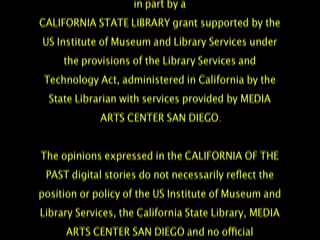 in part by a
CALIFORNIA STATE LIBRARY grant supported by the
US Institute of Museum and Library Services under
the provisions of the Library Services and
Technology Act, administered in California by the
State Librarian with services provided by MEDIA
ARTS CENTER SAN DIEGO.
The opinions expressed in the CALIFORNIA OF THE
PAST digital stories do not necessarily reflect the
position or policy of the US Institute of Museum and
Library Services, the California State Library, MEDIA
ARTS CENTER SAN DIEGO and no official